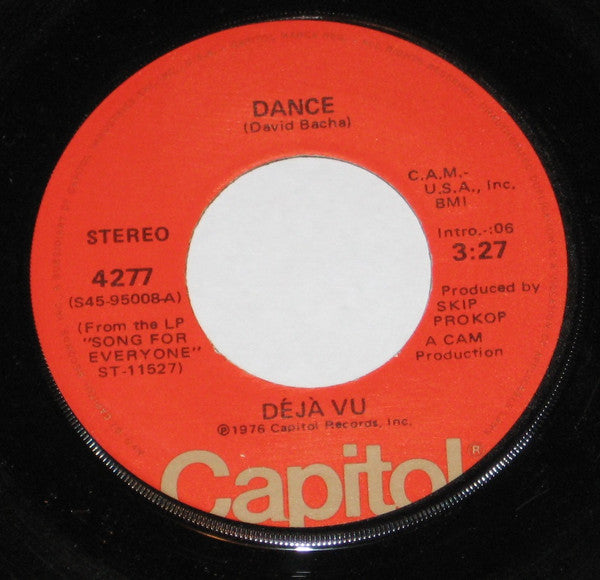 DANCE
(David Bacha)
C.A.M.-
U.S.A., Inc.
BMI
STEREO
Intro.-:06
3:27
4277
(S45-95008-A)
Produced by
SKIP
PROKOP
(From the LP
"SONG FOR
EVERYONE"
ST-11527)
A CAM
Production
DÉJÀ VU
℗1976 Capitol Records, Inc.
Capitol®